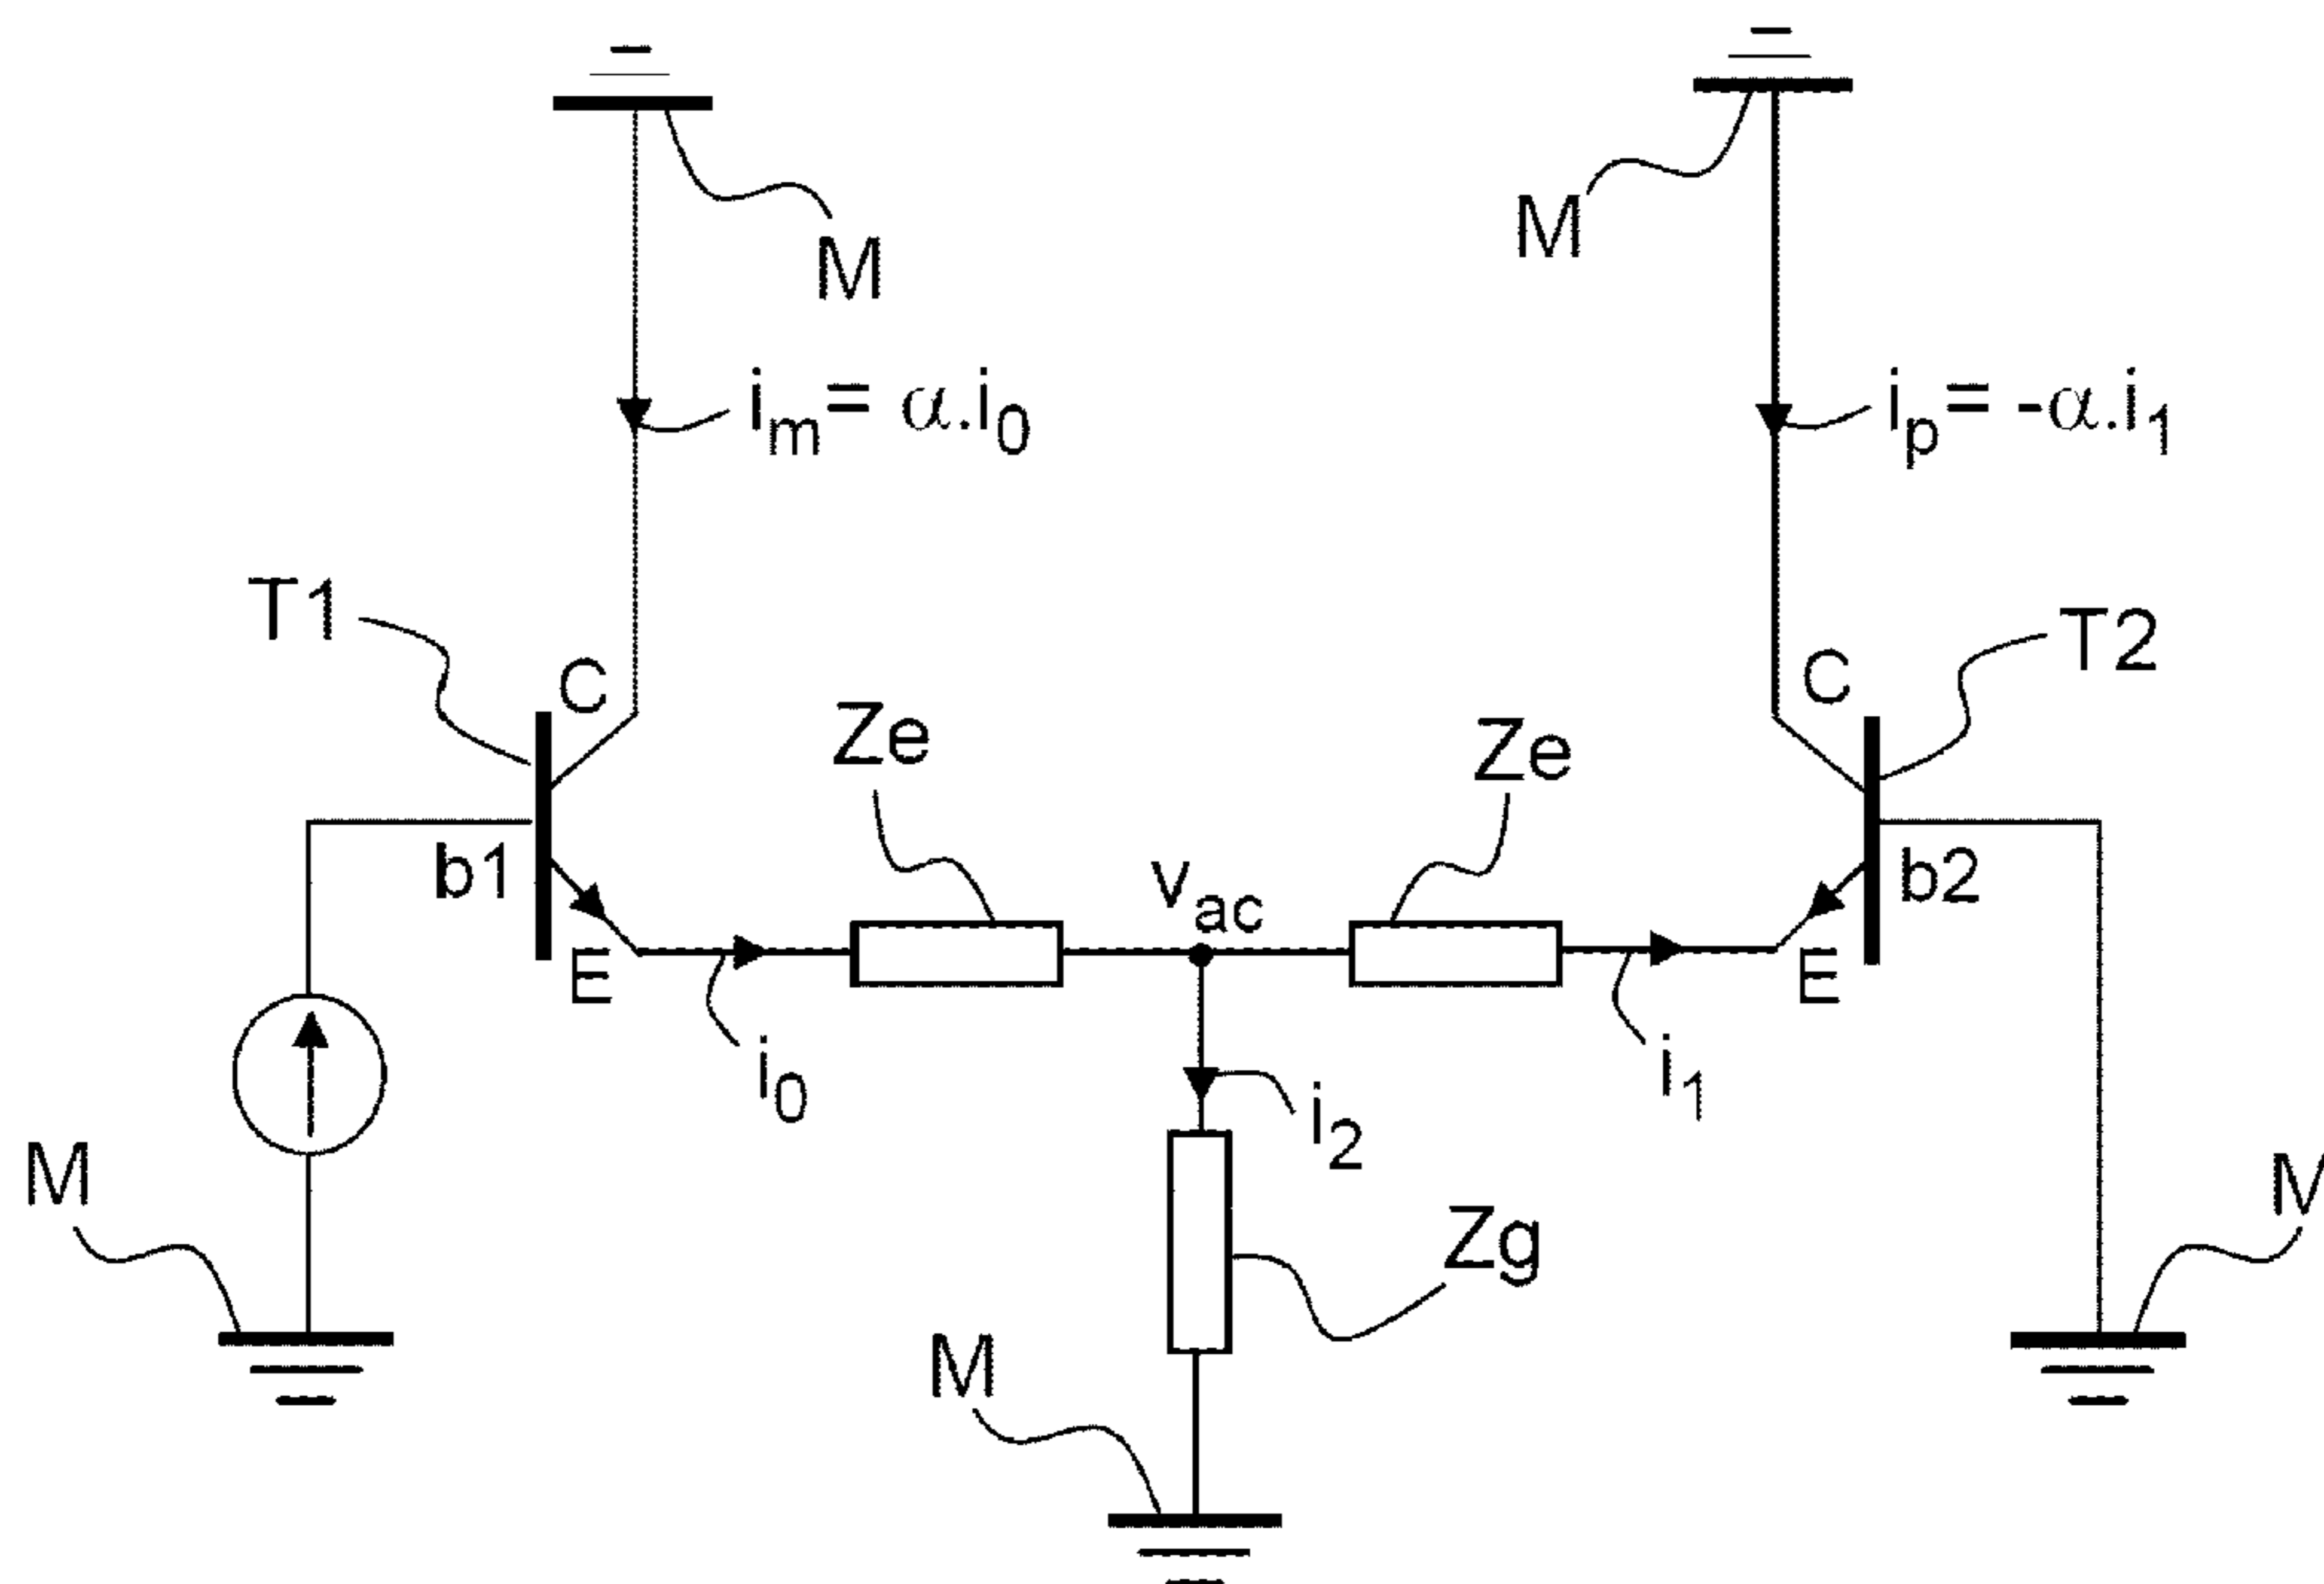 M
M
iₘ= α.i₀
iₚ= -α.i₁
T1
T2
C
C
Ze
Ze
b1
b2
vₐc
E
E
i₀
i₁
i₂
M
M
Zg
M